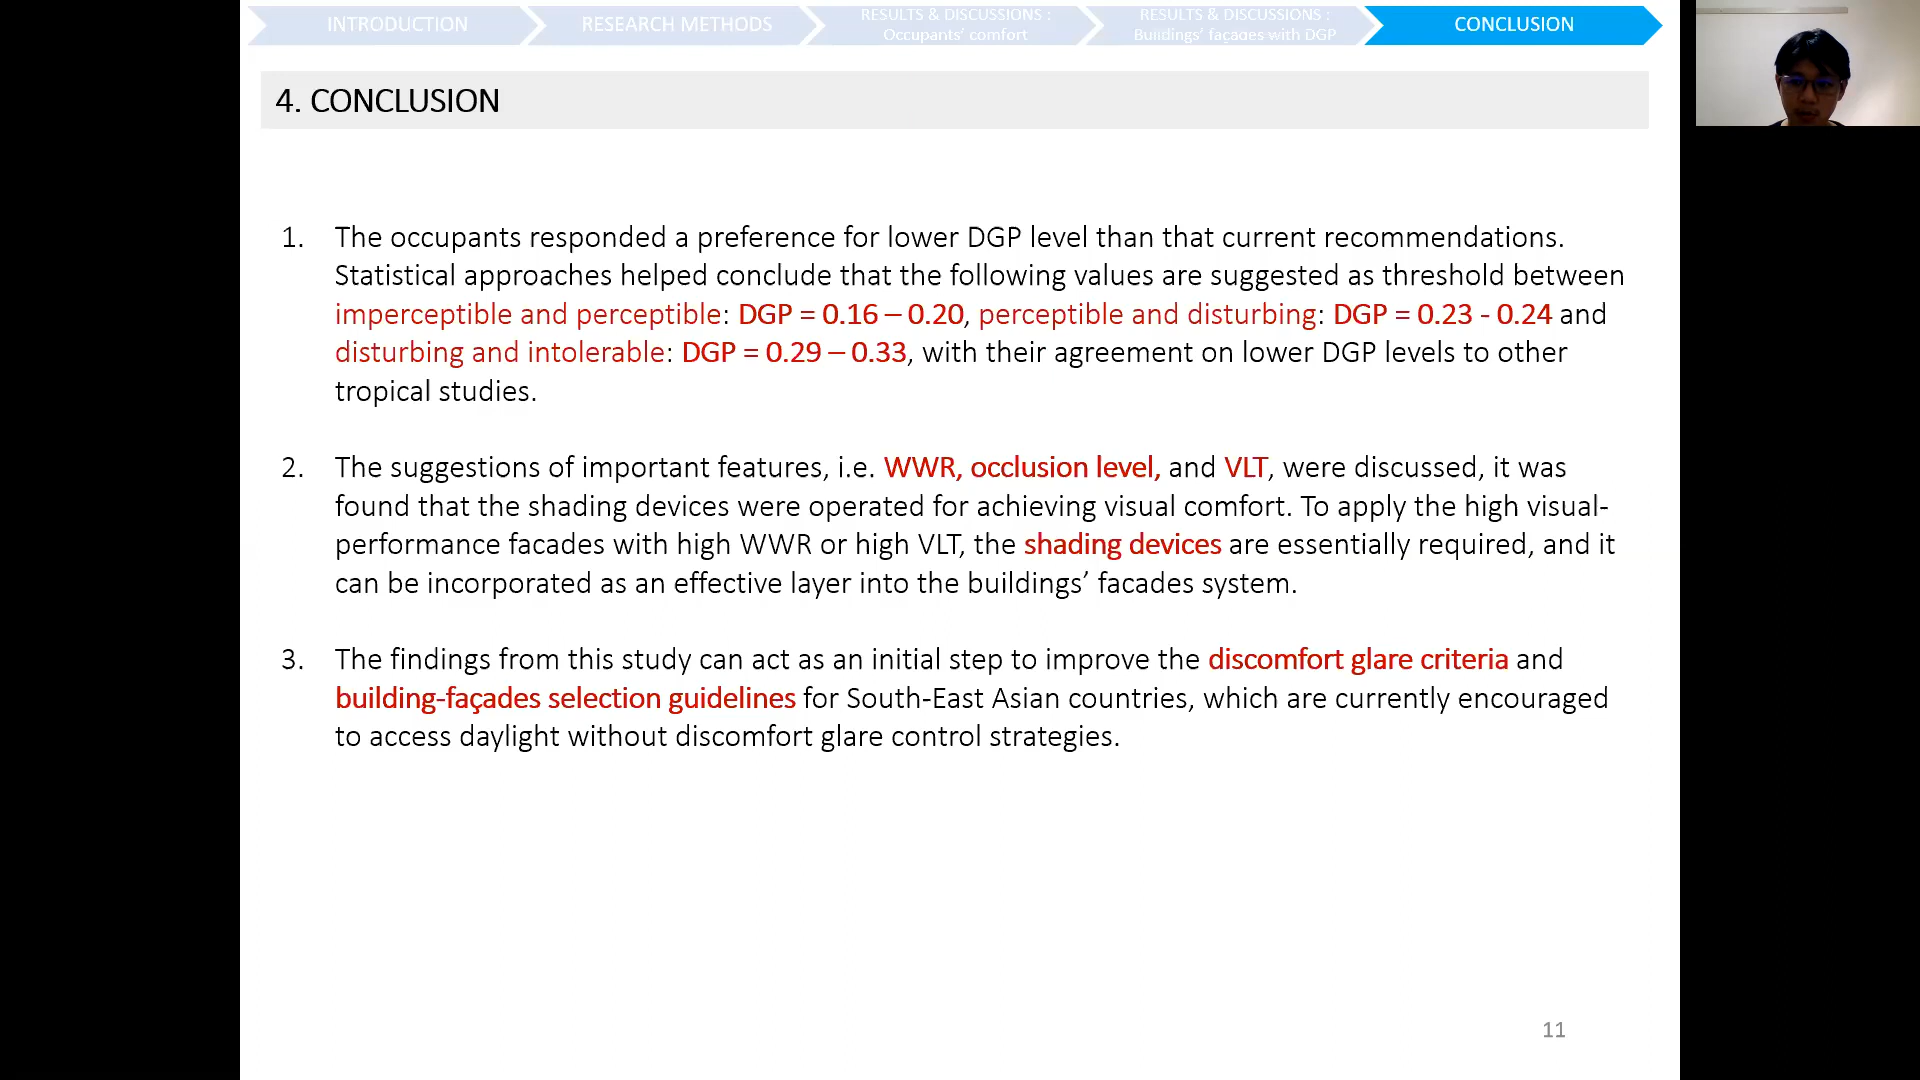 INTRODUCTION
RESEARCH METHODS
RESULTS & DISCUSSIONS :
Occupants' comfort
RESULTS & DISCUSSIONS :
Buildings' façades with DGP
CONCLUSION
4. CONCLUSION
1. The occupants responded a preference for lower DGP level than that current recommendations.
Statistical approaches helped conclude that the following values are suggested as threshold between
imperceptible and perceptible: DGP = 0.16 – 0.20, perceptible and disturbing: DGP = 0.23 - 0.24 and
disturbing and intolerable: DGP = 0.29 – 0.33, with their agreement on lower DGP levels to other
tropical studies.
2. The suggestions of important features, i.e. WWR, occlusion level, and VLT, were discussed, it was
found that the shading devices were operated for achieving visual comfort. To apply the high visual-
performance facades with high WWR or high VLT, the shading devices are essentially required, and it
can be incorporated as an effective layer into the buildings’ facades system.
3. The findings from this study can act as an initial step to improve the discomfort glare criteria and
building-façades selection guidelines for South-East Asian countries, which are currently encouraged
to access daylight without discomfort glare control strategies.
11